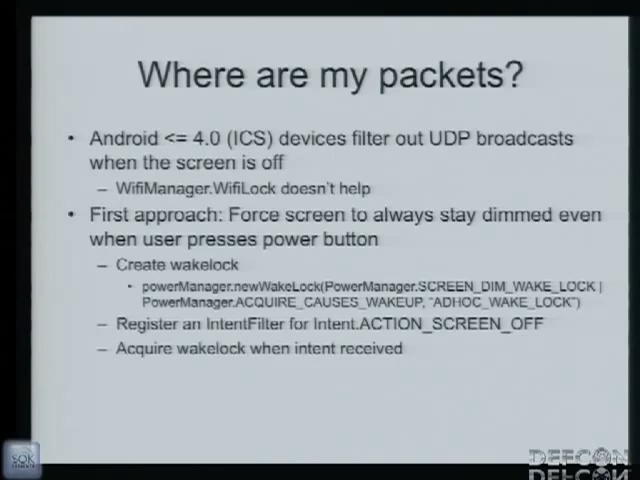 Where are my packets?
• Android <= 4.0 (ICS) devices filter out UDP broadcasts
when the screen is off
– WifiManager.WifiLock doesn't help
• First approach: Force screen to always stay dimmed even
when user presses power button
– Create wakelock
• powerManager.newWakeLock(PowerManager.SCREEN_DIM_WAKE_LOCK |
PowerManager.ACQUIRE_CAUSES_WAKEUP, "ADHOC_WAKE_LOCK")
– Register an IntentFilter for Intent.ACTION_SCREEN_OFF
– Acquire wakelock when intent received
SOK
DEFCON
DEFCON